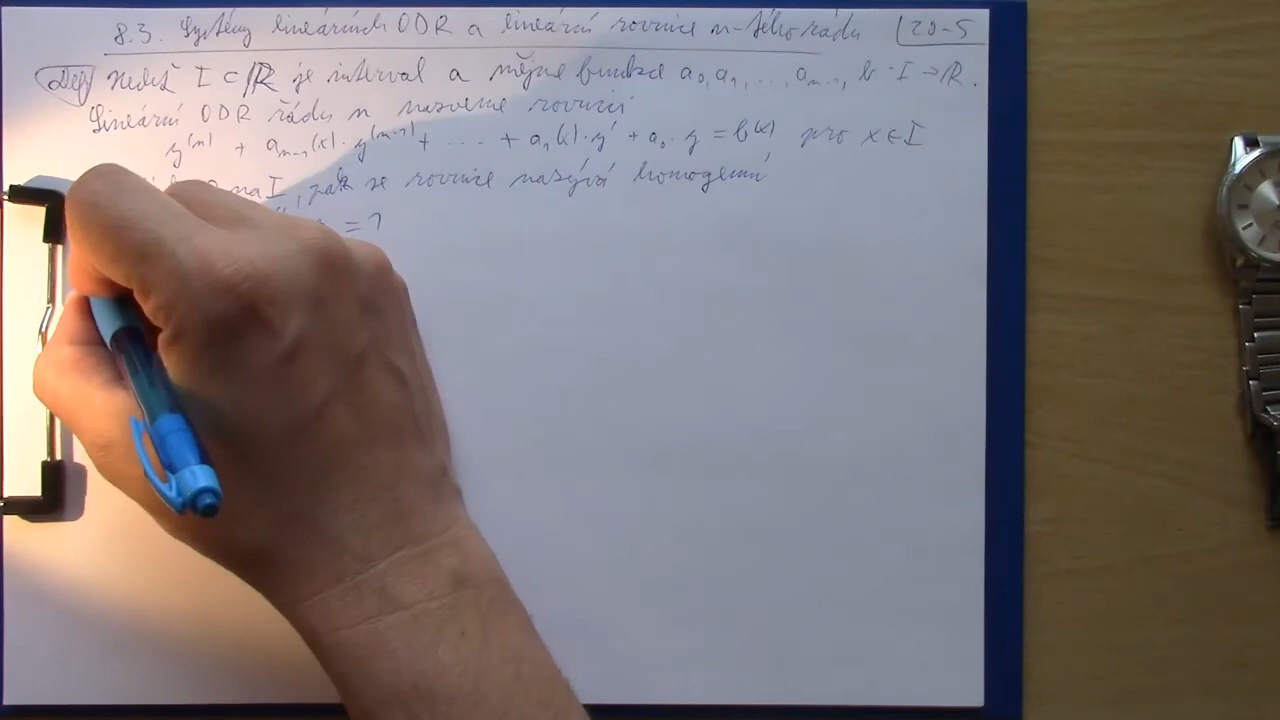 8.3. Systémy lineárních ODR a lineární rovnice n-tého řádu 20-5
Def Nechť I ⊂ ℝ je interval a mějme funkce a₀, a₁, ..., aₙ₋₁, b : I → ℝ.
Lineární ODR řádu n nazveme rovnici
y⁽ⁿ⁾ + aₙ₋₁(x)·y⁽ⁿ⁻¹⁾ + ... + a₁(x)·y' + a₀·y = b(x) pro x ∈ I
na I, pak se rovnice nazývá homogenní
= 1